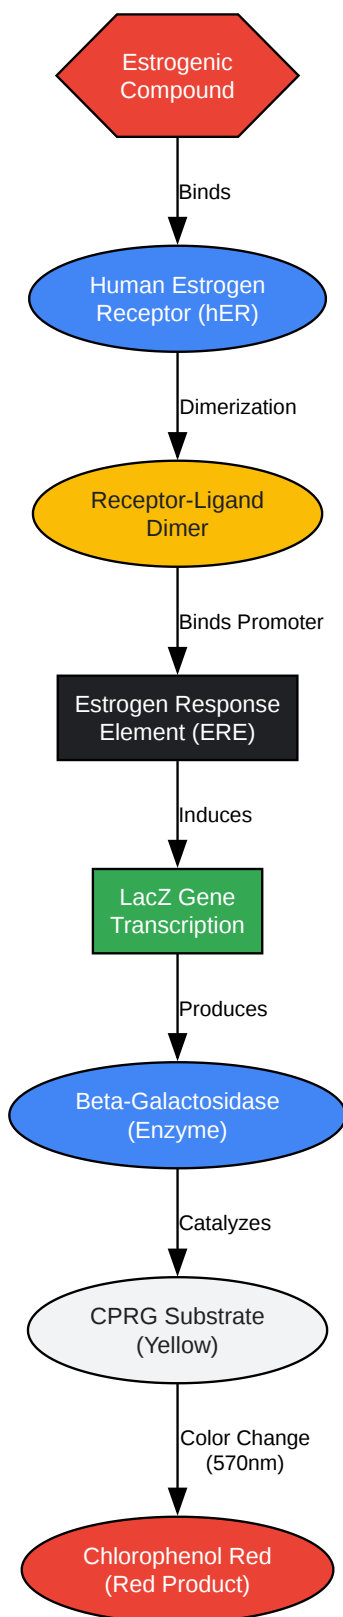 Estrogenic
Compound
Binds
Human Estrogen
Receptor (hER)
Dimerization
Receptor-Ligand
Dimer
Binds Promoter
Estrogen Response
Element (ERE)
Induces
LacZ Gene
Transcription
Produces
Beta-Galactosidase
(Enzyme)
Catalyzes
CPRG Substrate
(Yellow)
Color Change
(570nm)
Chlorophenol Red
(Red Product)